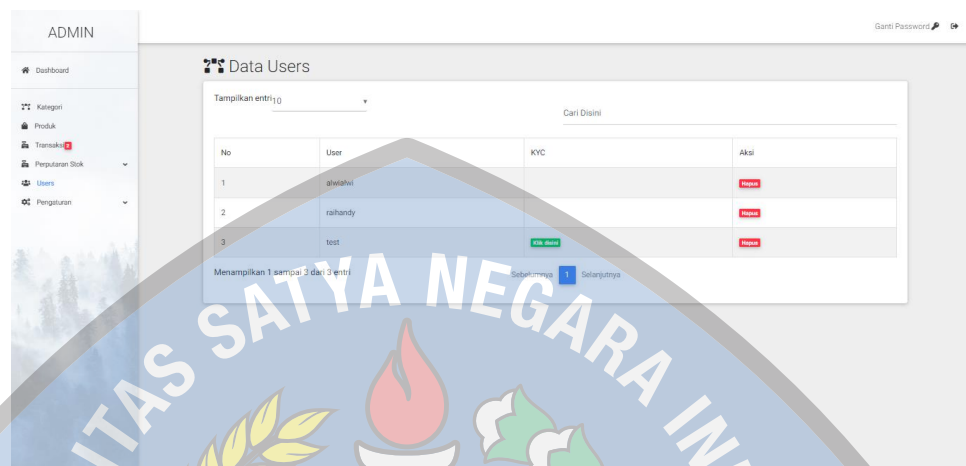 ADMIN
Ganti Password
Dashboard
Kategori
Produk
Transaksi
Perputaran Stok
Users
Pengaturan
Data Users
Tampilkan entri 10
Cari Disini
No User KYC Aksi
1 alwialwi Hapus
2 raihandy Hapus
3 test Klik disini Hapus
Menampilkan 1 sampai 3 dari 3 entri
Sebelumnya 1 Selanjutnya
ITAS SATYA NEGARA IN